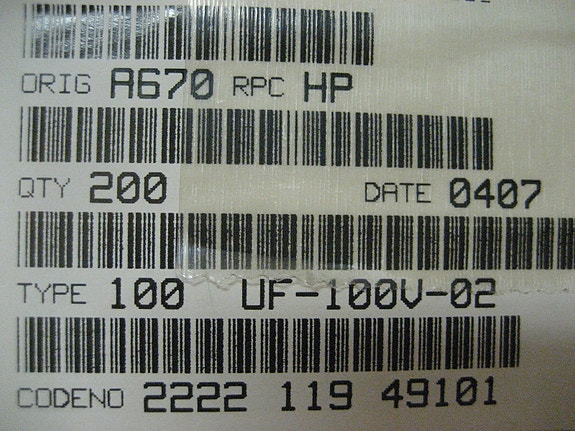 ORIG A670 RPC HP
QTY 200 DATE 0407
TYPE 100 UF-100V-02
CODENO 2222 119 49101